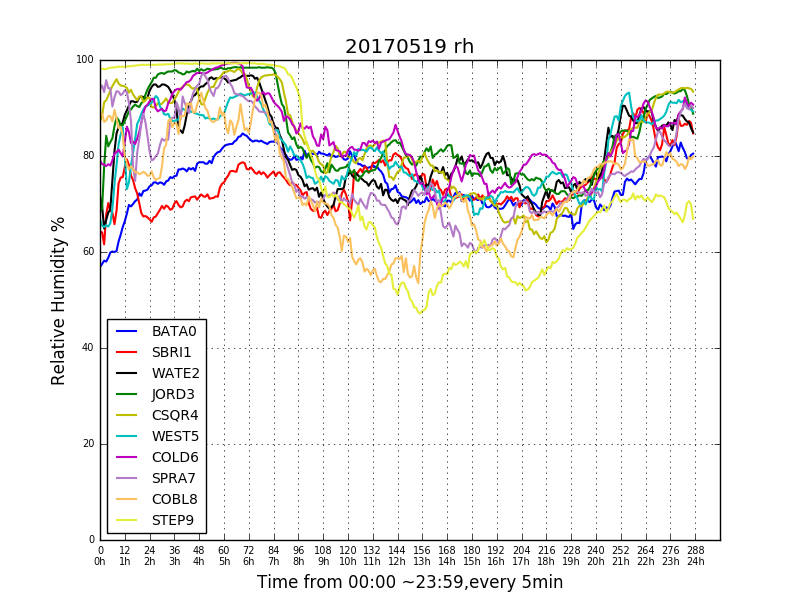 20170519 rh
100
80
60
40
20
0
Relative Humidity %
BATA0
SBRI1
WATE2
JORD3
CSQR4
WEST5
COLD6
SPRA7
COBL8
STEP9
0 12 24 36 48 60 72 84 96 108 120 132 144 156 168 180 192 204 216 228 240 252 264 276 288
0h 1h 2h 3h 4h 5h 6h 7h 8h 9h 10h 11h 12h 13h 14h 15h 16h 17h 18h 19h 20h 21h 22h 23h 24h
Time from 00:00 ~23:59,every 5min